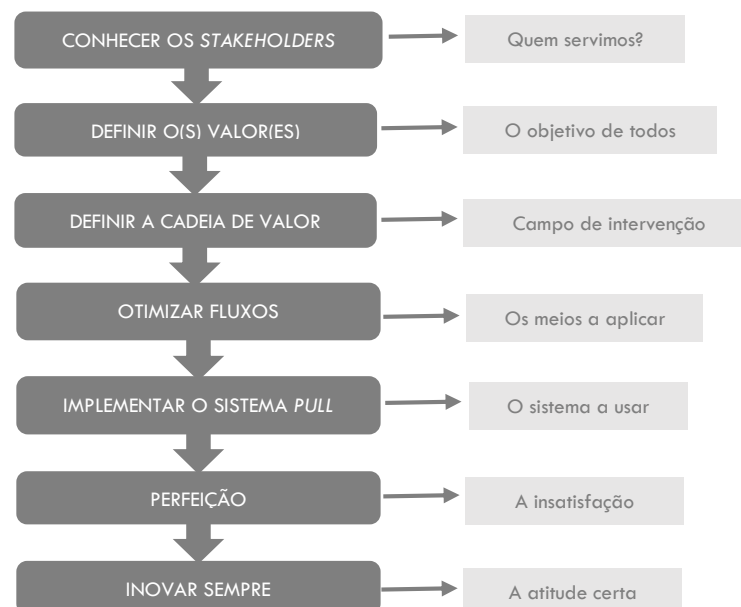 CONHECER OS STAKEHOLDERS
Quem servimos?
DEFINIR O(S) VALOR(ES)
O objetivo de todos
DEFINIR A CADEIA DE VALOR
Campo de intervenção
OTIMIZAR FLUXOS
Os meios a aplicar
IMPLEMENTAR O SISTEMA PULL
O sistema a usar
PERFEIÇÃO
A insatisfação
INOVAR SEMPRE
A atitude certa